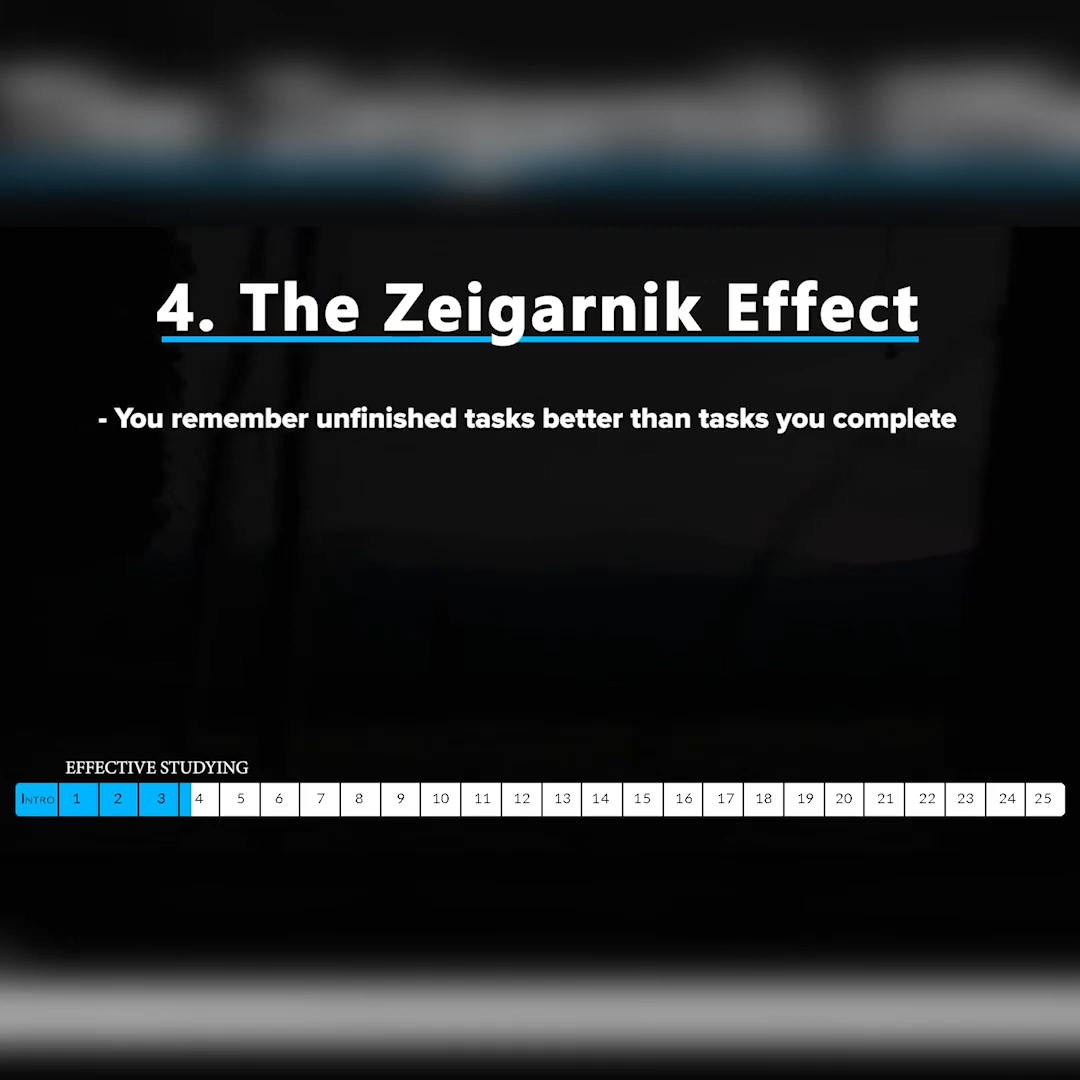 4. The Zeigarnik Effect
- You remember unfinished tasks better than tasks you complete
EFFECTIVE STUDYING
Intro 1 2 3 4 5 6 7 8 9 10 11 12 13 14 15 16 17 18 19 20 21 22 23 24 25